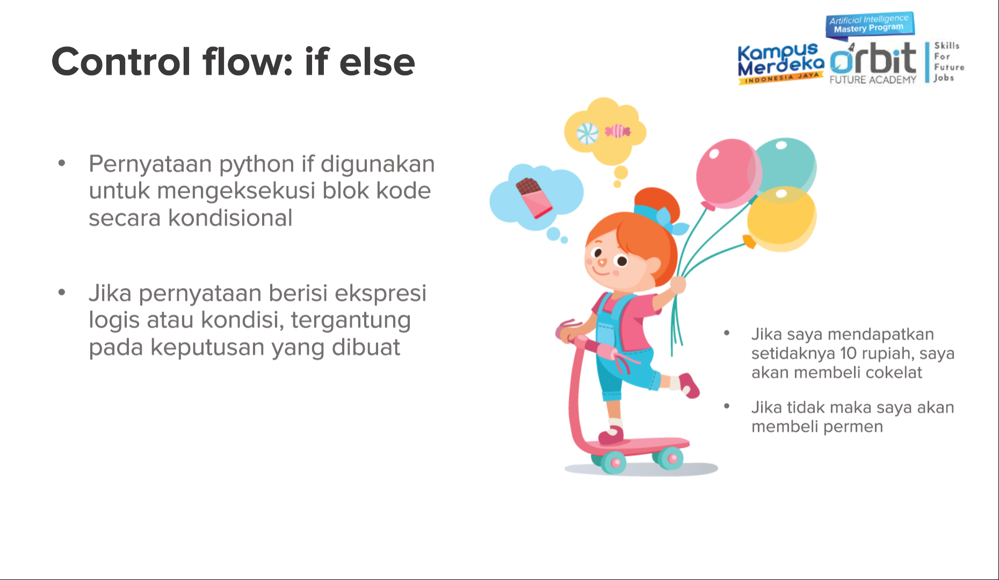 Control flow: if else
Artificial Intelligence
Mastery Program
Kampus
Merdeka
INDONESIA JAYA
orbit
FUTURE ACADEMY
Skills
For
Future
Jobs
• Pernyataan python if digunakan
untuk mengeksekusi blok kode
secara kondisional
• Jika pernyataan berisi ekspresi
logis atau kondisi, tergantung
pada keputusan yang dibuat
• Jika saya mendapatkan
setidaknya 10 rupiah, saya
akan membeli cokelat
• Jika tidak maka saya akan
membeli permen